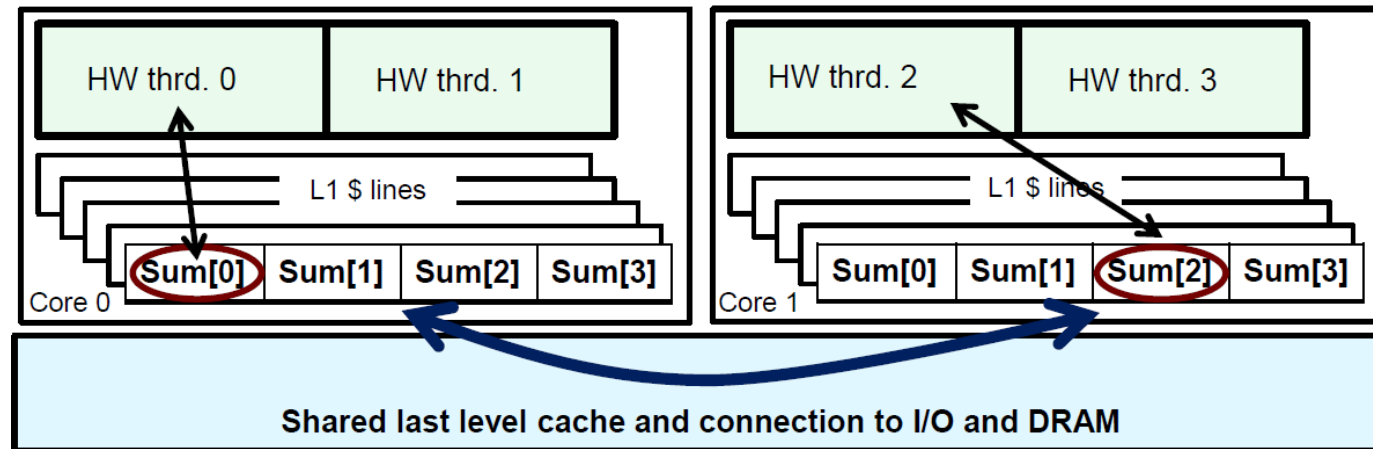 HW thrd. 0
HW thrd. 1
HW thrd. 2
HW thrd. 3
L1 $ lines
L1 $ lines
Sum[0] Sum[1] Sum[2] Sum[3]
Core 0
Sum[0] Sum[1] Sum[2] Sum[3]
Core 1
Shared last level cache and connection to I/O and DRAM